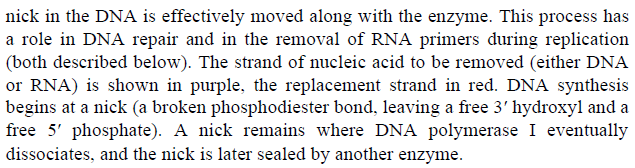 nick in the DNA is effectively moved along with the enzyme. This process has
a role in DNA repair and in the removal of RNA primers during replication
(both described below). The strand of nucleic acid to be removed (either DNA
or RNA) is shown in purple, the replacement strand in red. DNA synthesis
begins at a nick (a broken phosphodiester bond, leaving a free 3′ hydroxyl and a
free 5′ phosphate). A nick remains where DNA polymerase I eventually
dissociates, and the nick is later sealed by another enzyme.